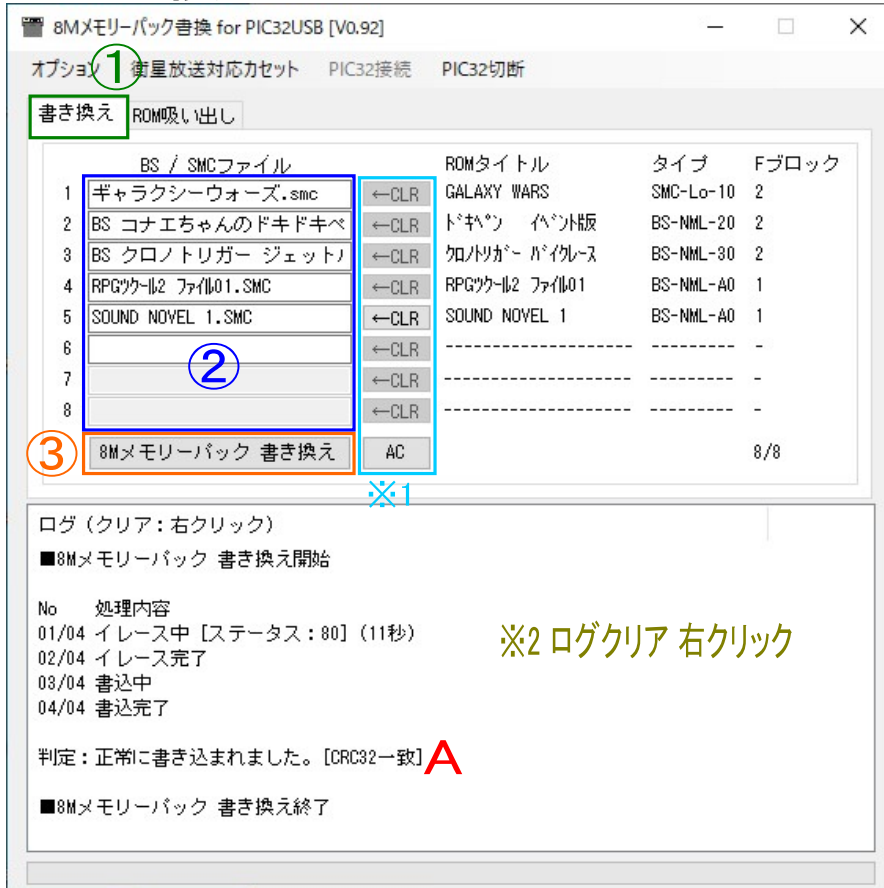 8Mメモリーパック書換 for PIC32USB [V0.92]
オプション 衛星放送対応カセット PIC32接続 PIC32切断
①
書き換え ROM吸い出し
BS / SMCファイル ROMタイトル タイプ Fブロック
1 ギャラクシーウォーズ.smc ←CLR GALAXY WARS SMC-Lo-10 2
2 BS コナエちゃんのドキドキペ ←CLR ドキペン イベント版 BS-NML-20 2
3 BS クロノトリガー ジェット ←CLR クロノトリガー バイクレース BS-NML-30 2
4 RPGツクール2 ファイル01.SMC ←CLR RPGツクール2 ファイル01 BS-NML-A0 1
5 SOUND NOVEL 1.SMC ←CLR SOUND NOVEL 1 BS-NML-A0 1
6 ←CLR -------------------- --------- -
7 ←CLR -------------------- --------- -
8 ←CLR -------------------- --------- -
②
③ 8Mメモリーパック 書き換え AC 8/8
※1
ログ (クリア:右クリック)
■8Mメモリーパック 書き換え開始
No 処理内容
01/04 イレース中 [ステータス:80] (11秒)
02/04 イレース完了
03/04 書込中
04/04 書込完了
※2 ログクリア 右クリック
判定:正常に書き込まれました。[CRC32一致] A
■8Mメモリーパック 書き換え終了